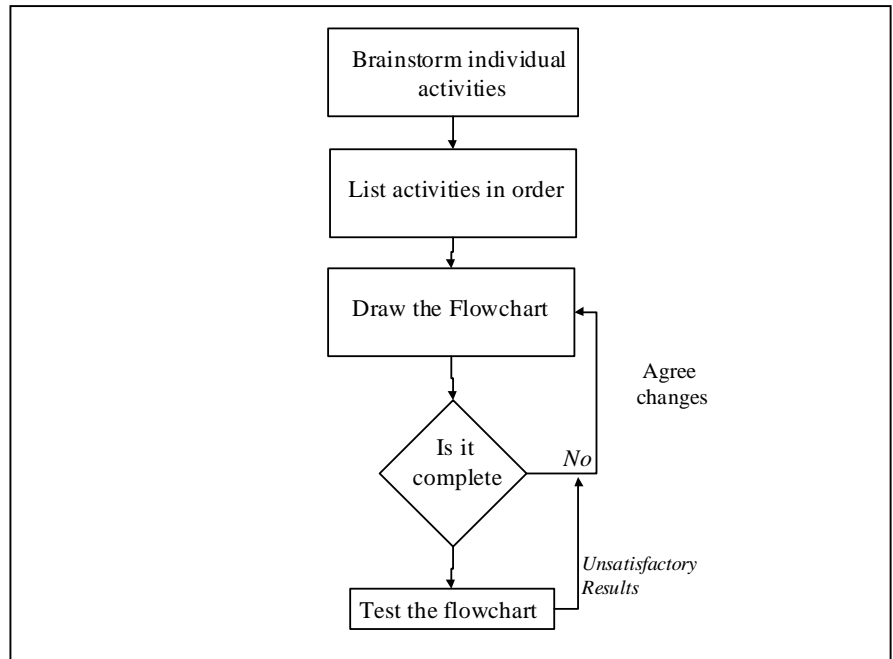 Brainstorm individual
activities
List activities in order
Draw the Flowchart
Agree
changes
Is it
complete
No
Unsatisfactory
Results
Test the flowchart